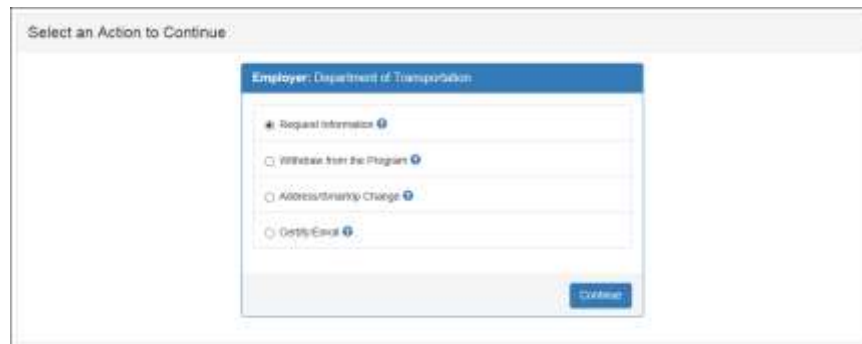 Select an Action to Continue
Employer: Department of Transportation
Request Information
Withdraw from the Program
Address/Smartrip Change
Certify/Enroll
Continue